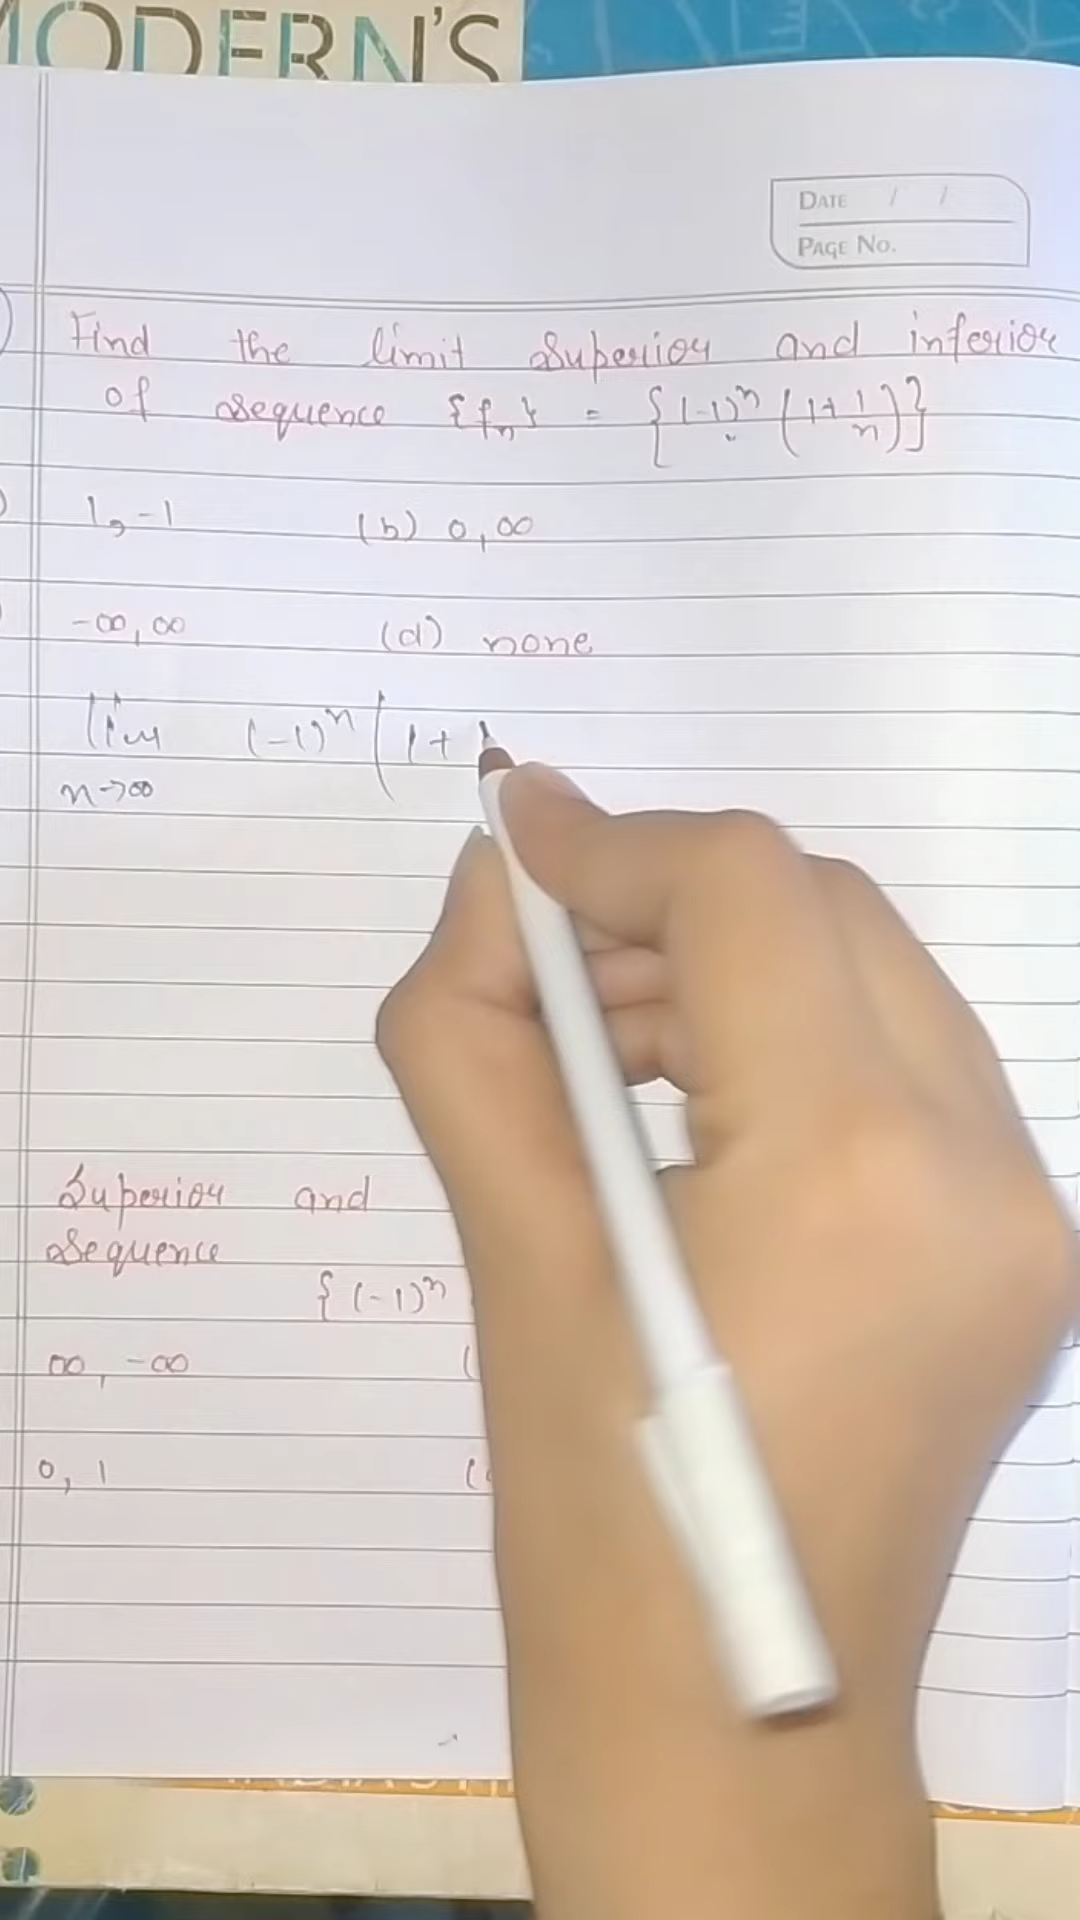 MODERN'S
DATE / /
PAGE NO.
Find the limit Superior and inferior
of sequence {fn} = {(-1)^n (1+1/n)}
1, -1 (b) 0, ∞
-∞, ∞ (d) none
lim (-1)^n (1+
n→∞
Superior and
Sequence
{(-1)^n
∞, -∞ (
0, 1 (